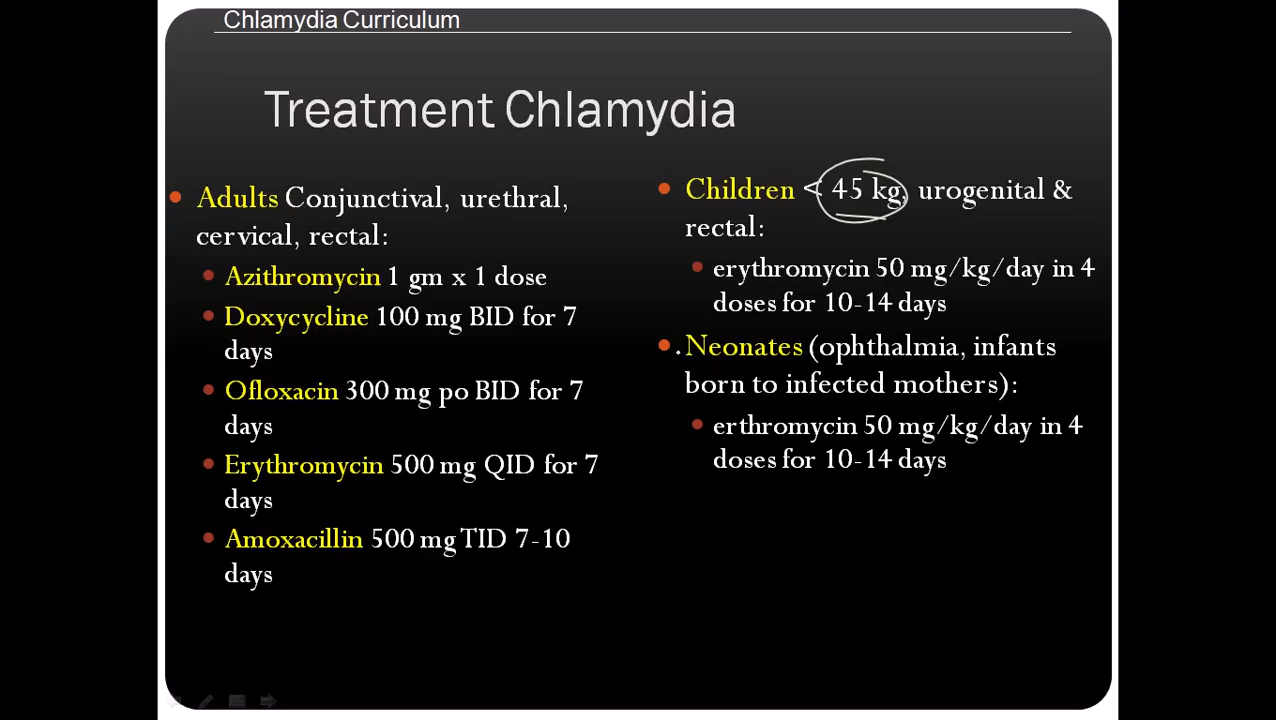 Chlamydia Curriculum
Treatment Chlamydia
Adults Conjunctival, urethral,
cervical, rectal:
Azithromycin 1 gm x 1 dose
Doxycycline 100 mg BID for 7
days
Ofloxacin 300 mg po BID for 7
days
Erythromycin 500 mg QID for 7
days
Amoxacillin 500 mg TID 7-10
days
Children < 45 kg, urogenital &
rectal:
erythromycin 50 mg/kg/day in 4
doses for 10-14 days
Neonates (ophthalmia, infants
born to infected mothers):
erthromycin 50 mg/kg/day in 4
doses for 10-14 days